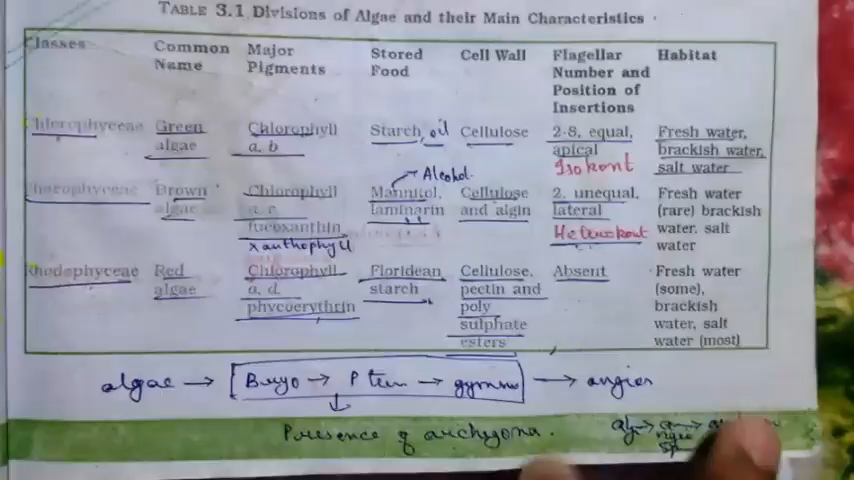 TABLE 3.1 Divisions of Algae and their Main Characteristics
Classes Common Name Major Pigments Stored Food Cell Wall Flagellar Number and Position of Insertions Habitat
Chlorophyceae Green algae Chlorophyll a, b Starch, oil Cellulose 2-8, equal, apical Isokont Fresh water, brackish water, salt water
Alcohol
Phaeophyceae Brown algae Chlorophyll a, c fucoxanthin xanthophyll Mannitol, laminarin Cellulose and algin 2, unequal, lateral Fresh water (rare) brackish water, salt water
Rhodophyceae Red algae Chlorophyll a, d, phycoerythrin Floridean starch Cellulose, pectin and poly sulphate esters Absent Fresh water (some), brackish water, salt water (most)
algae → Bryo → Pteri → gymno → angios
Presence of archegona.